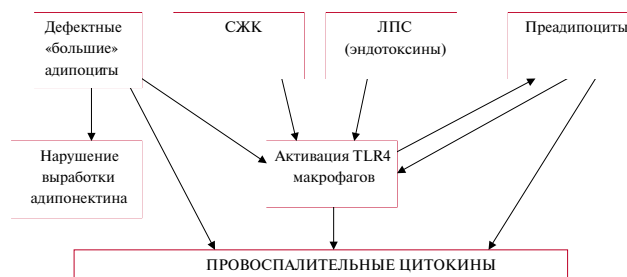 Дефектные
«большие»
адипоциты
СЖК
ЛПС
(эндотоксины)
Преадипоциты
Нарушение
выработки
адипонектина
Активация TLR4
макрофагов
ПРОВОСПАЛИТЕЛЬНЫЕ ЦИТОКИНЫ